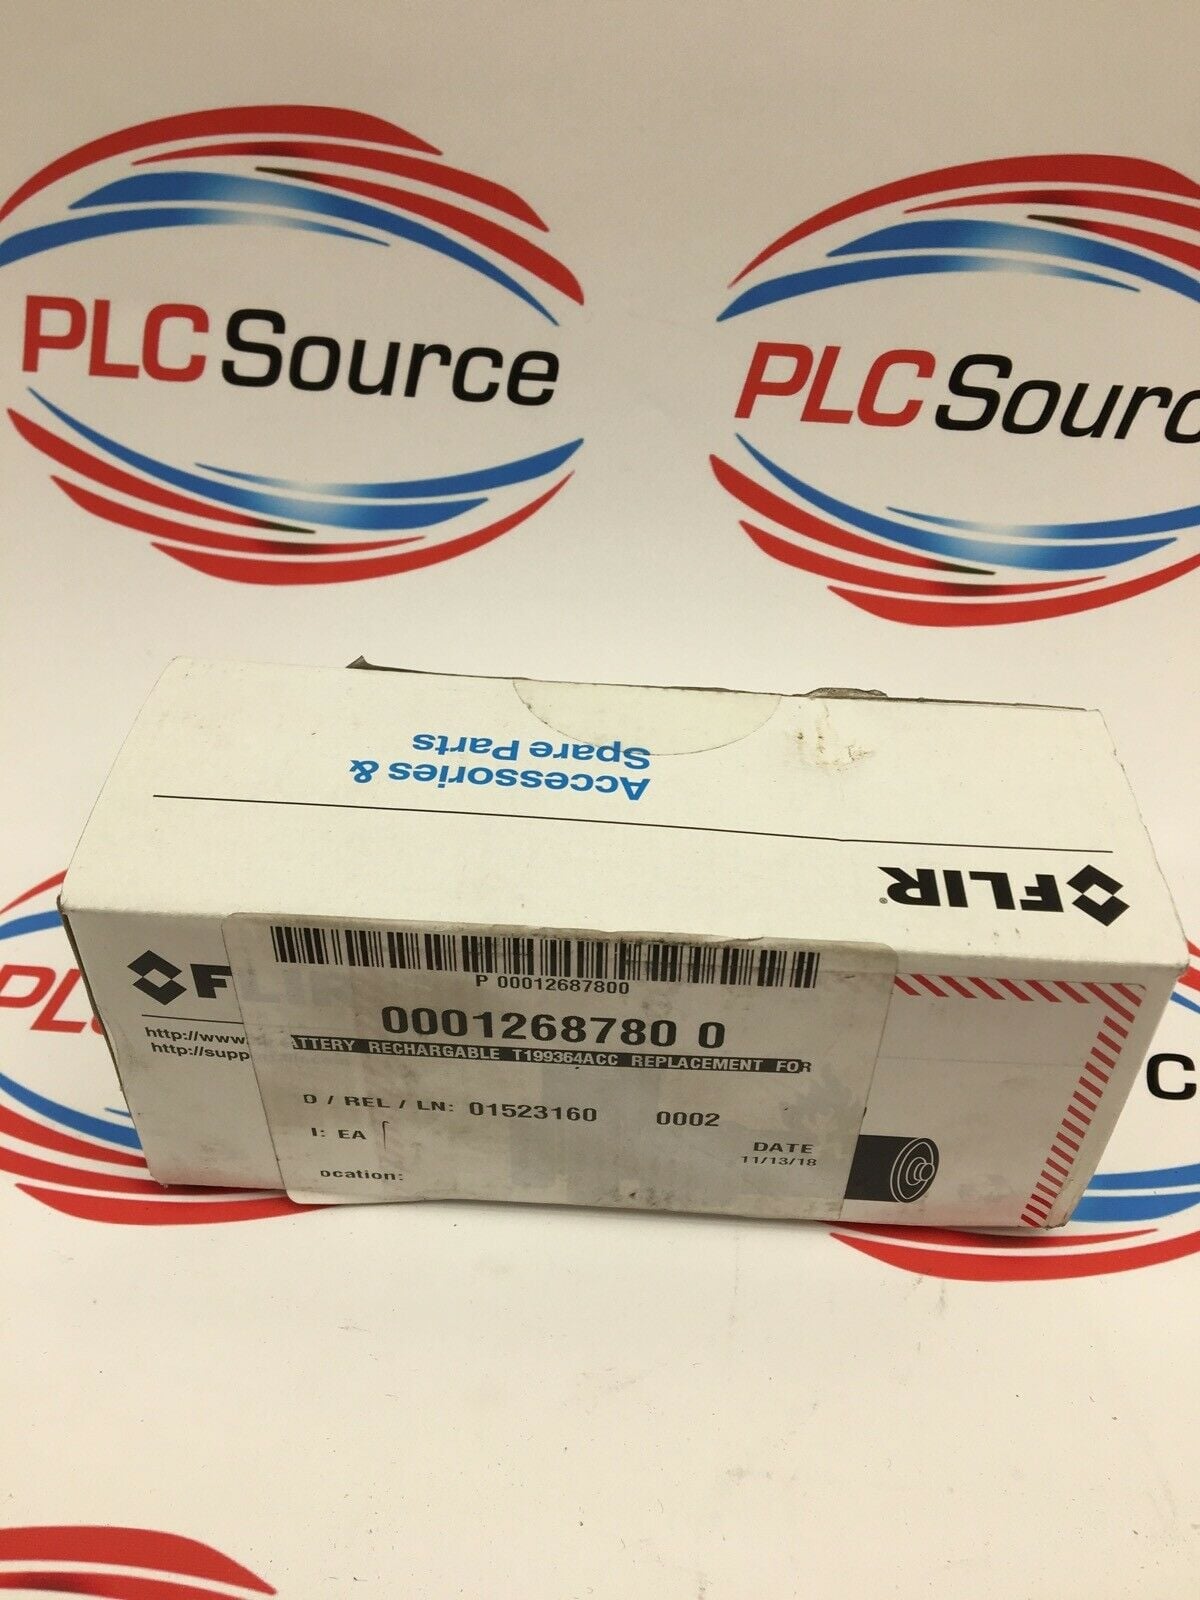 PLC Source
PLC Sourc
Accessories &
Spare Parts
FLIR®
F
http://www.
http://supp
P 00012687800
0001268780 0
ATTERY RECHARGABLE T199364ACC REPLACEMENT FOR
D / REL / LN: 01523160 0002
I: EA
DATE
11/13/18
ocation:
PLC
C